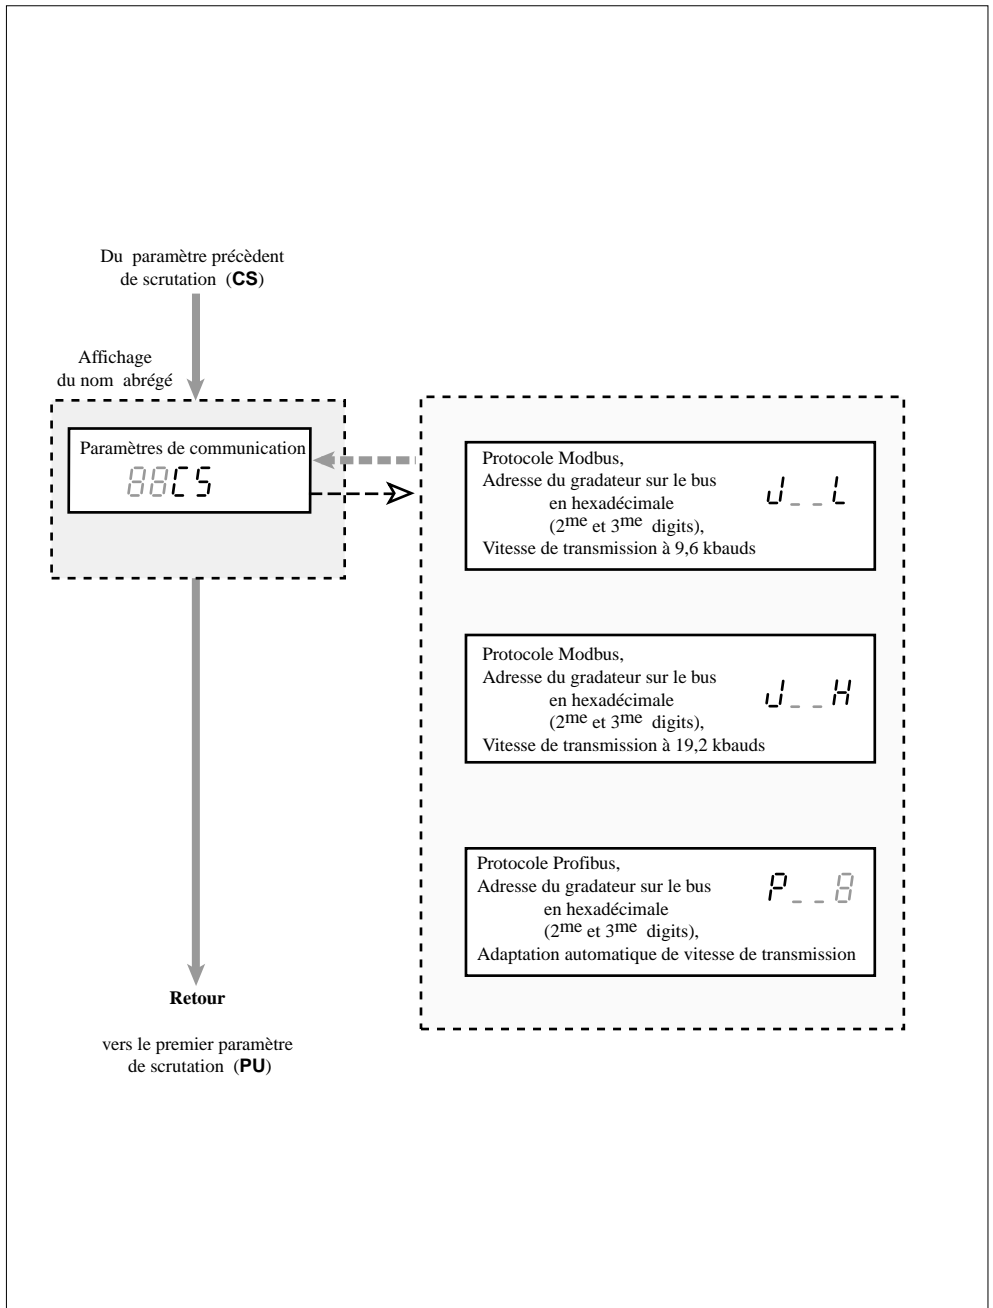 Du paramètre précèdent
de scrutation (CS)
Affichage
du nom abrégé
Paramètres de communication
88CS
Protocole Modbus,
Adresse du gradateur sur le bus
en hexadécimale
(2me et 3me digits),
Vitesse de transmission à 9,6 kbauds
J_ _L
Protocole Modbus,
Adresse du gradateur sur le bus
en hexadécimale
(2me et 3me digits),
Vitesse de transmission à 19,2 kbauds
J_ _H
Protocole Profibus,
Adresse du gradateur sur le bus
en hexadécimale
(2me et 3me digits),
Adaptation automatique de vitesse de transmission
P_ _8
Retour
vers le premier paramètre
de scrutation (PU)